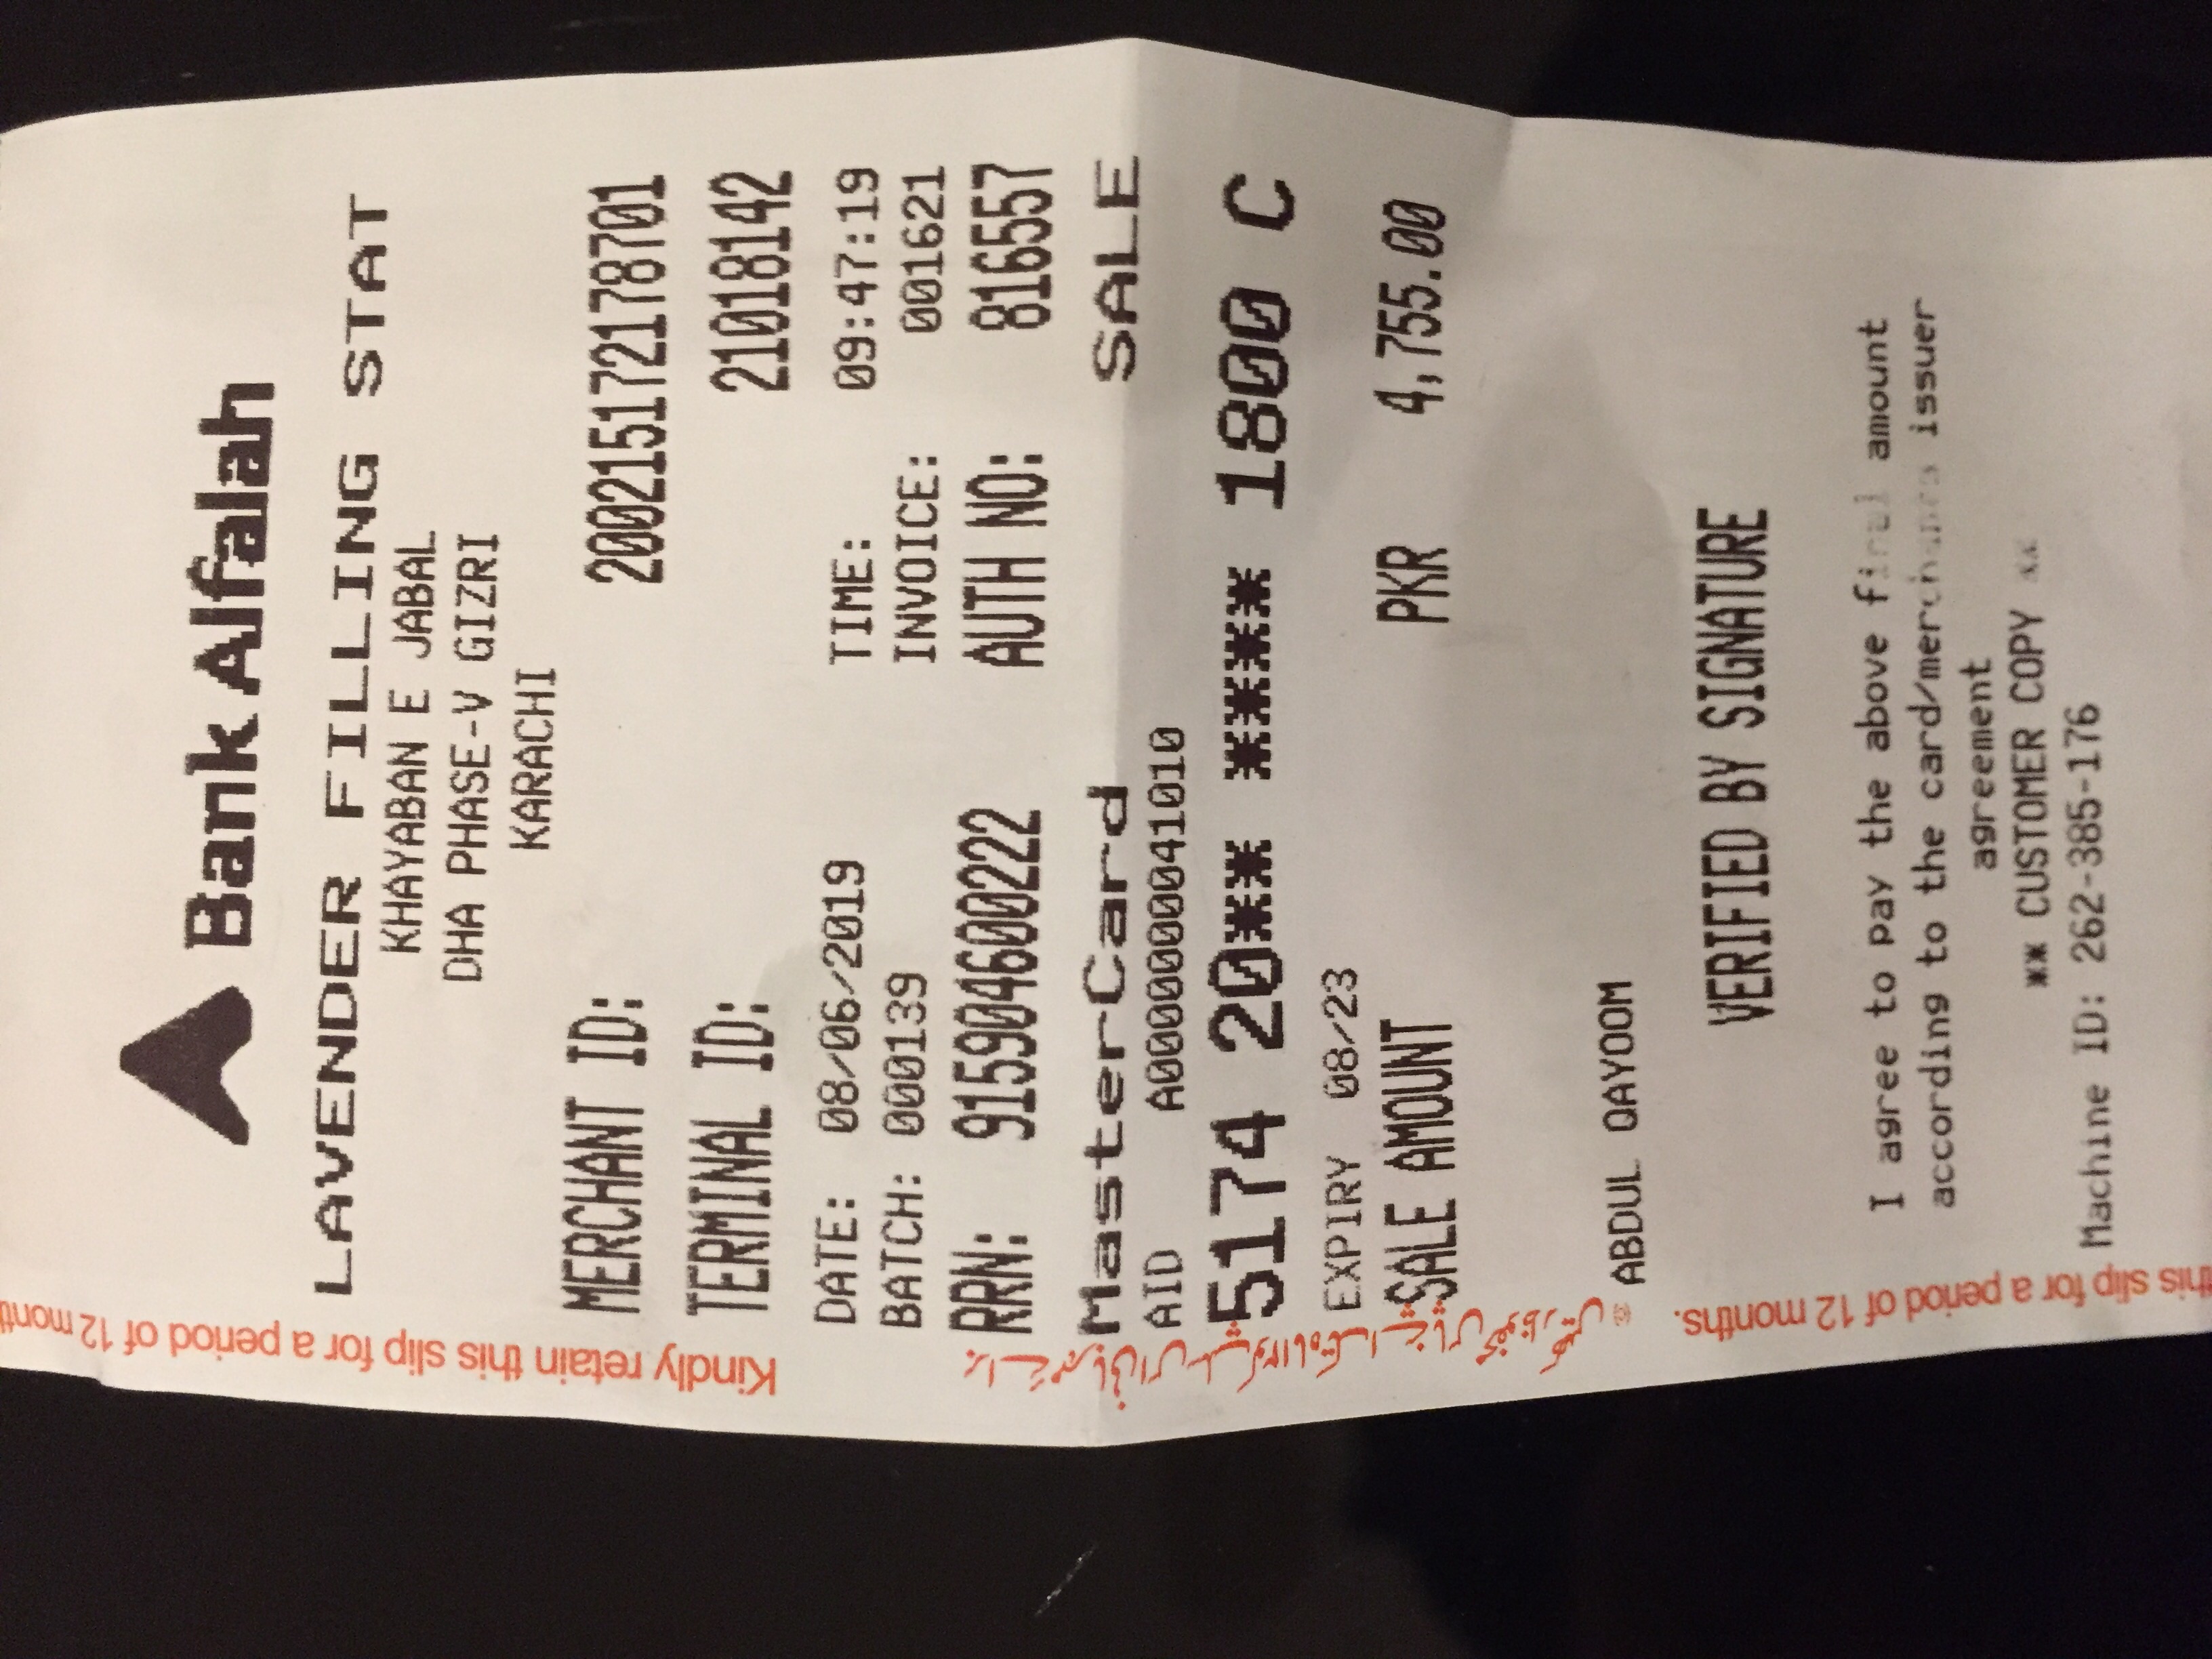 Bank Alfalah
LAVENDER FILLING STAT
KHAYABAN E JABAL
DHA PHASE-V GIZRI
KARACHI
MERCHANT ID: 200215172178701
TERMINAL ID: 21018142
DATE: 08/06/2019 TIME: 09:47:19
BATCH: 000139 INVOICE: 001621
RRN: 915904600222 AUTH NO: 816557
MasterCard SALE
AID A0000000041010
5174 20** **** 1800 C
EXPIRY 08/23
SALE AMOUNT PKR 4,755.00
ABDUL QAYOOM
VERIFIED BY SIGNATURE
I agree to pay the above final amount
according to the card/merchants issuer
agreement
** CUSTOMER COPY **
Machine ID: 262-385-176
Kindly retain this slip for a period of 12 mont
برائے مہربانی اس سلپ کو ۱۲ ماہ تک اپنے پاس محفوظ رکھیں
this slip for a period of 12 months.